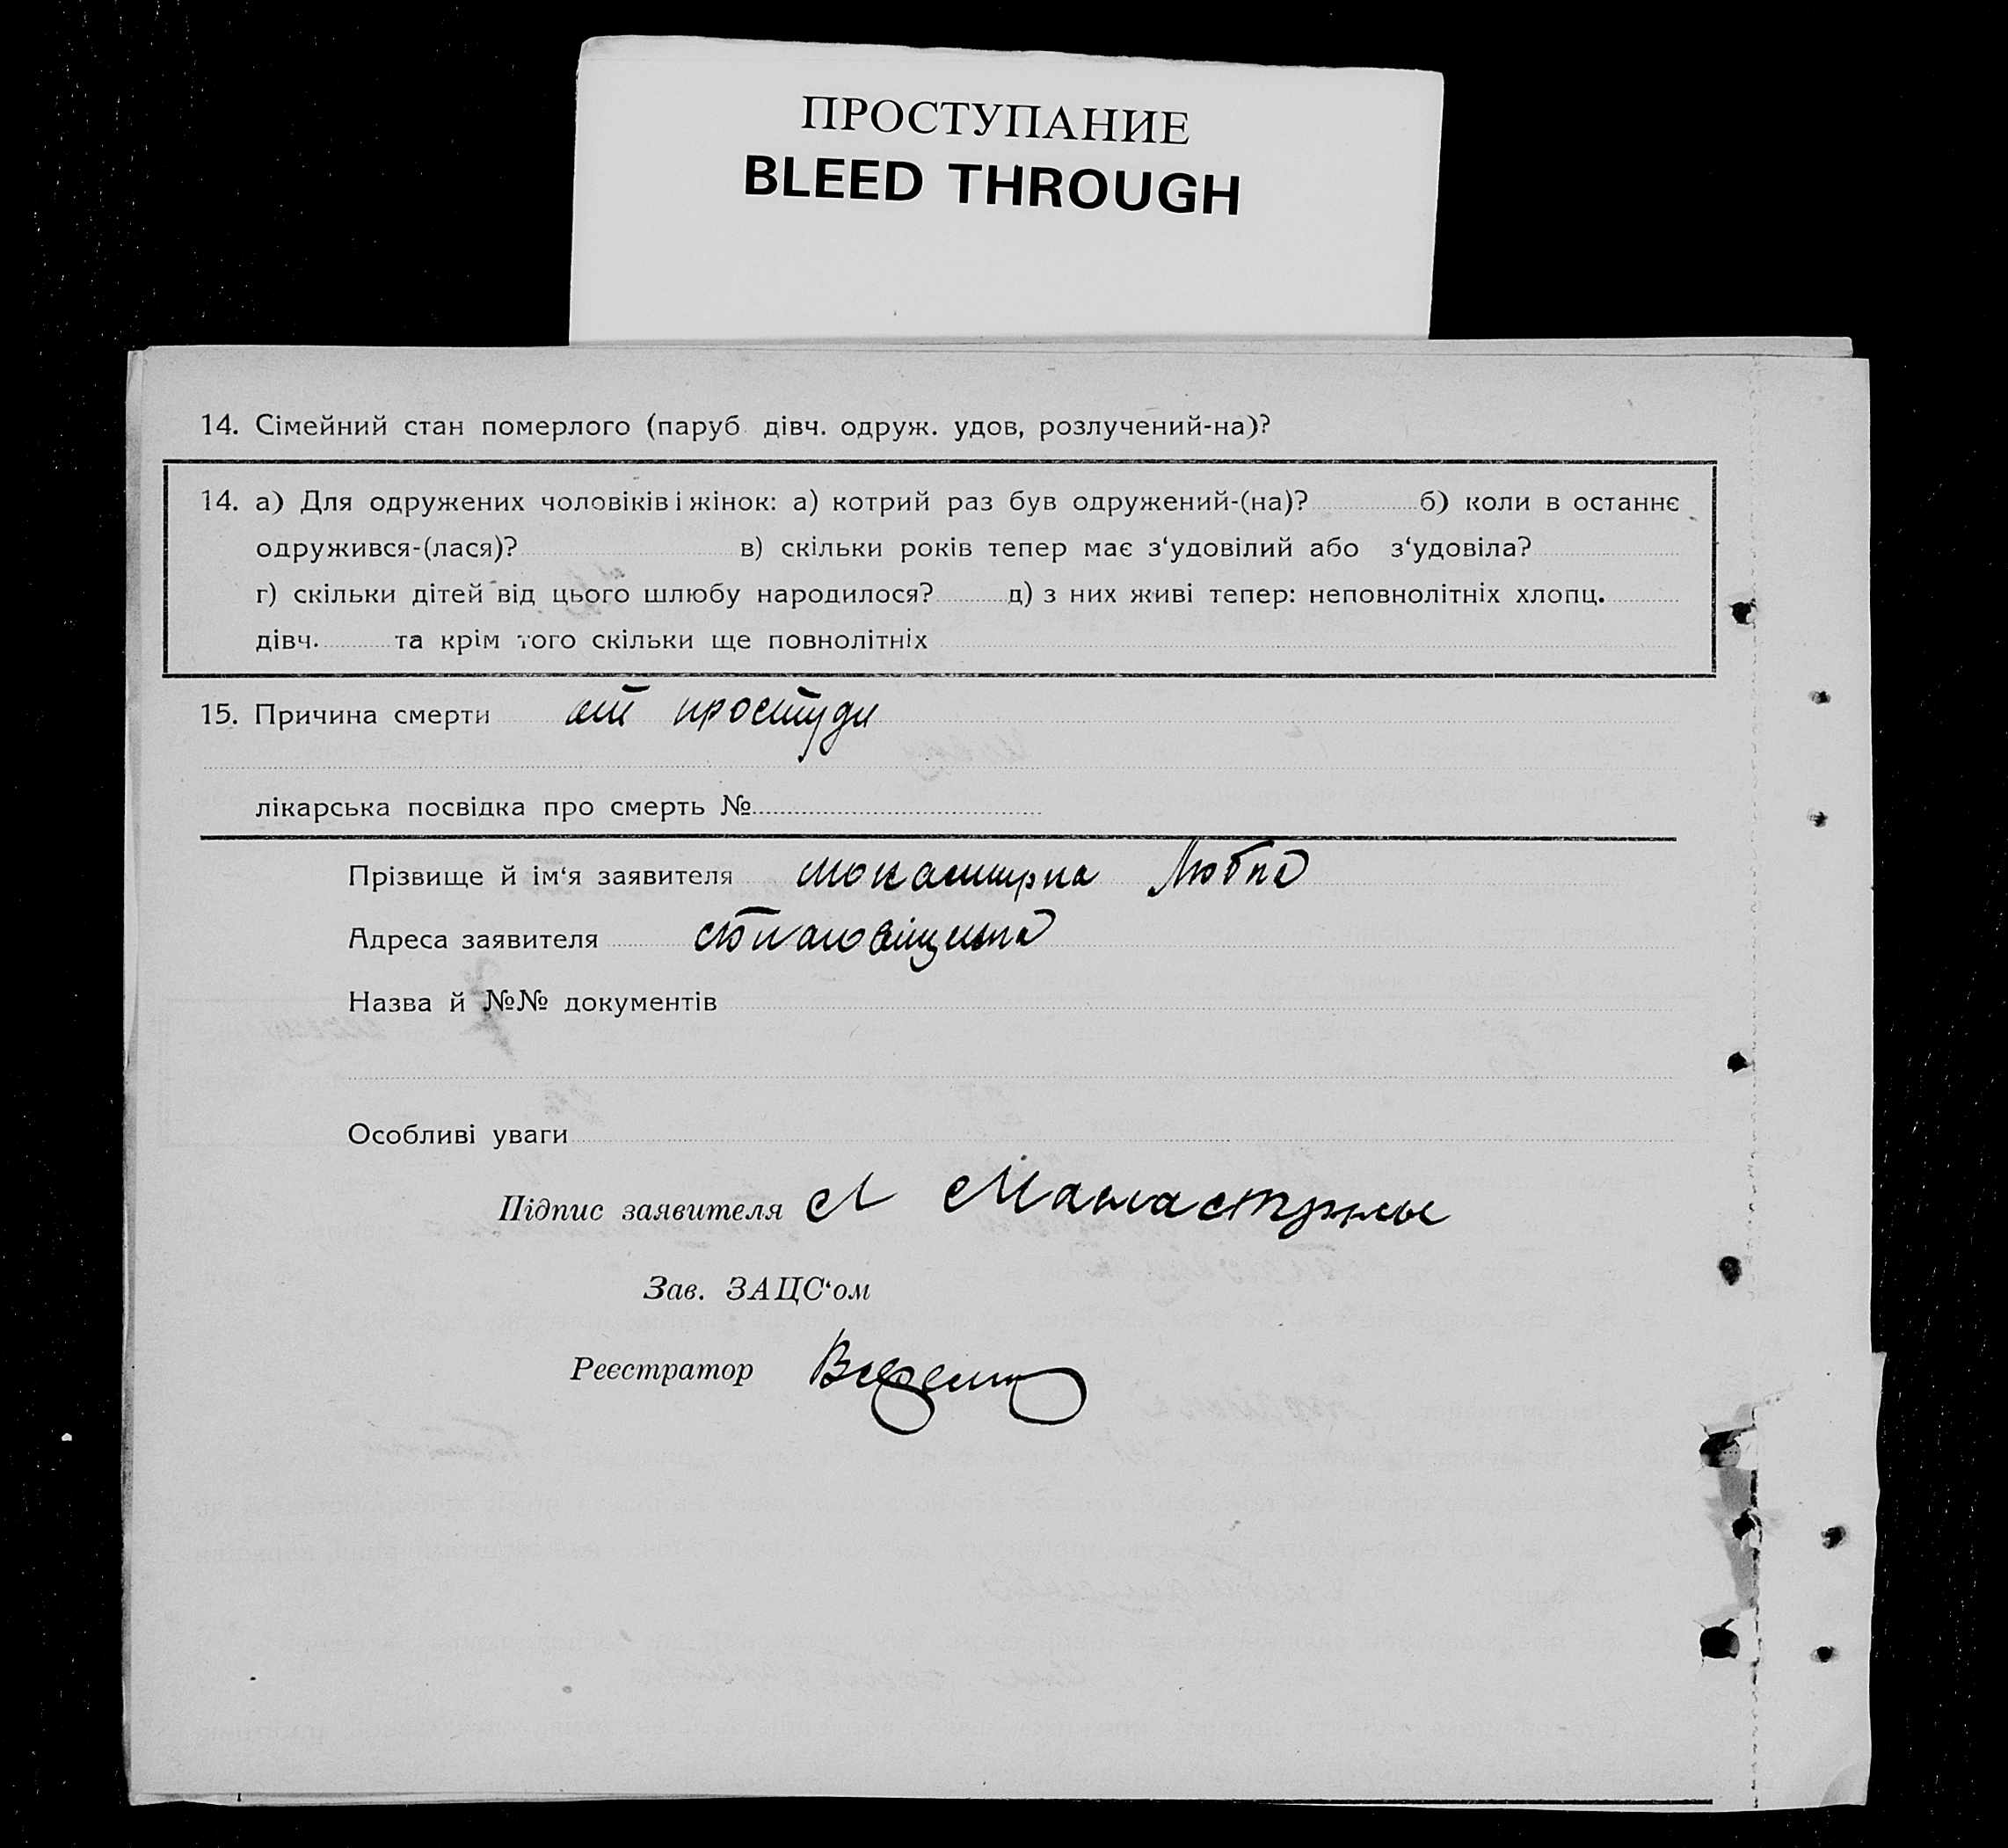 ПРОСТУПАНИЕ
BLEED THROUGH
14. Сімейний стан померлого (паруб дівч. одруж. удов, розлучений-на)?
14. а) Для одружених чоловіків і жінок: а) котрий раз був одружений-(на)? б) коли в останнє
одружився-(лася)? в) скільки років тепер має з‘удовілий або з‘удовіла?
г) скільки дітей від цього шлюбу народилося? д) з них живі тепер: неповнолітніх хлопц.
дівч. та крім того скільки ще повнолітніх
15. Причина смерти от простуди
лікарська посвідка про смерть №
Прізвище й ім‘я заявителя
Адреса заявителя
Назва й №№ документів
Особливі уваги
Підпис заявителя
Зав. ЗАЦС‘ом
Реєстратор